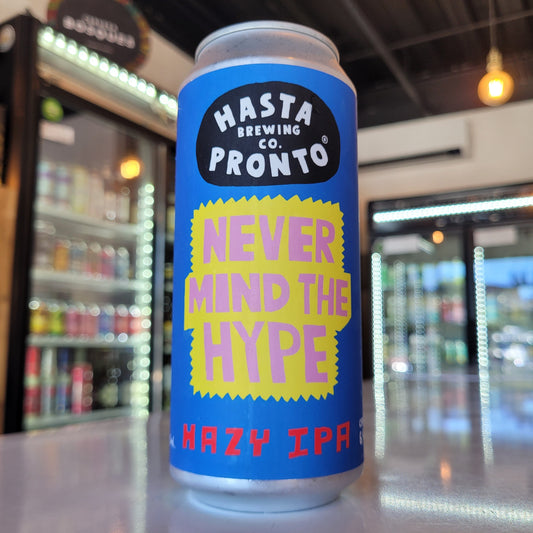 HASTA
BREWING
CO.
PRONTO®
NEVER
MIND THE
HYPE
HAZY IPA